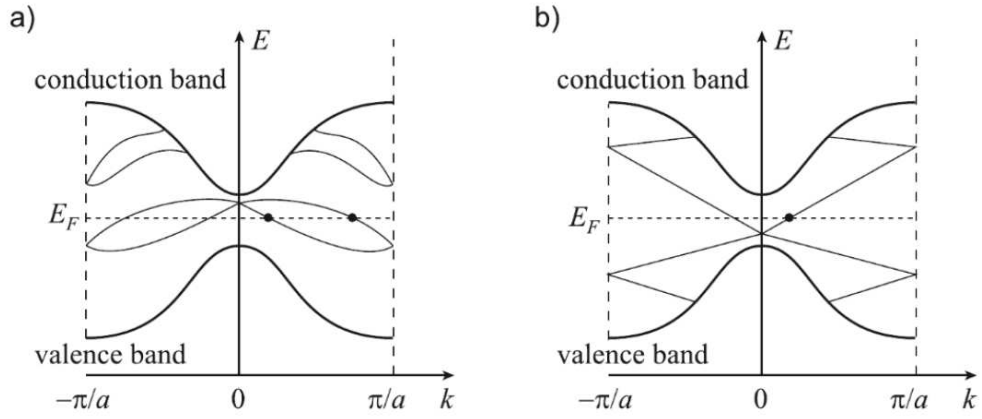 a)
E
conduction band
E_F
valence band
−π/a
0
π/a
k
b)
E
conduction band
E_F
valence band
−π/a
0
π/a
k